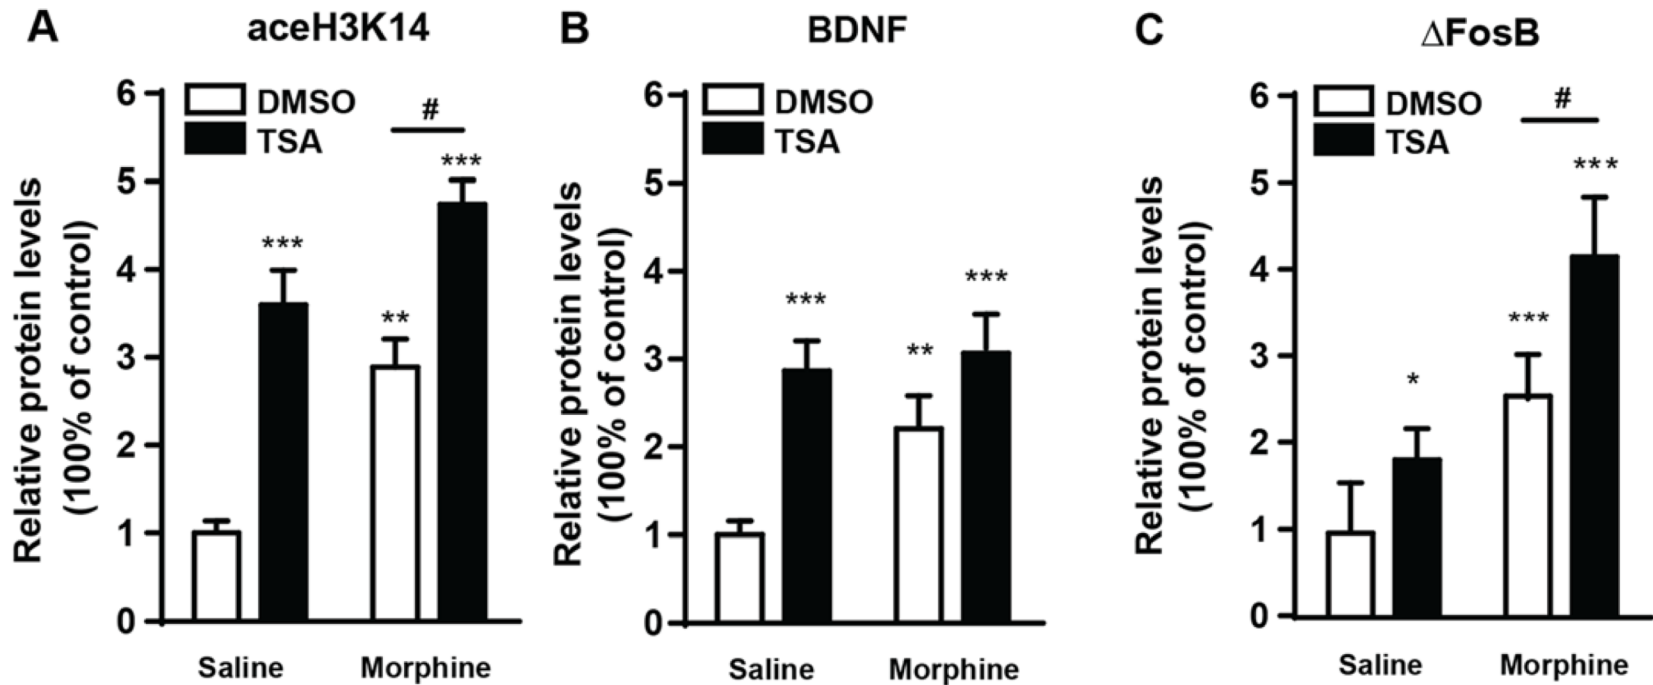 A
aceH3K14
Relative protein levels
(100% of control)
6
5
4
3
2
1
0
DMSO
TSA
#
***
***
**
Saline
Morphine
B
BDNF
Relative protein levels
(100% of control)
6
5
4
3
2
1
0
DMSO
TSA
***
***
**
Saline
Morphine
C
ΔFosB
Relative protein levels
(100% of control)
6
5
4
3
2
1
0
DMSO
TSA
#
***
***
*
Saline
Morphine